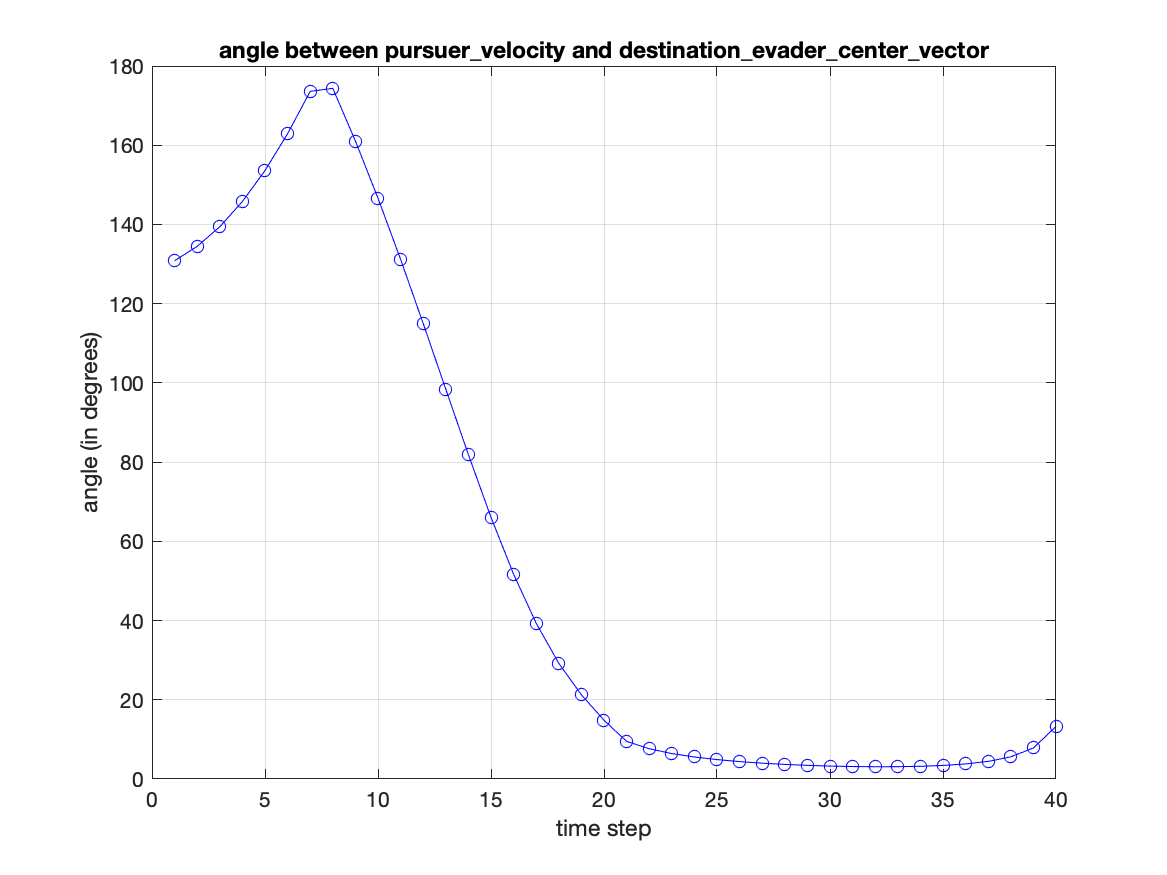 angle between pursuer_velocity and destination_evader_center_vector
180
160
140
120
100
80
60
40
20
0
angle (in degrees)
0 5 10 15 20 25 30 35 40
time step